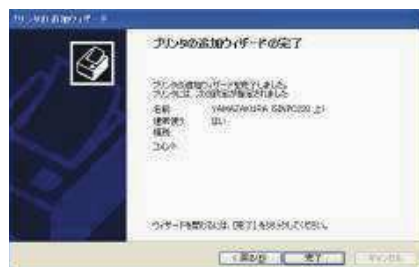 プリンタの追加ウィザード
プリンタの追加ウィザードの完了
プリンタの追加ウィザードを完了しました。
プリンタには、次の設定が指定されました
名前:
通常使う
はい
場所:
コメント:
ウィザードを閉じるには、[完了] をクリックしてください。
< 戻る(B)
完了
キャンセル